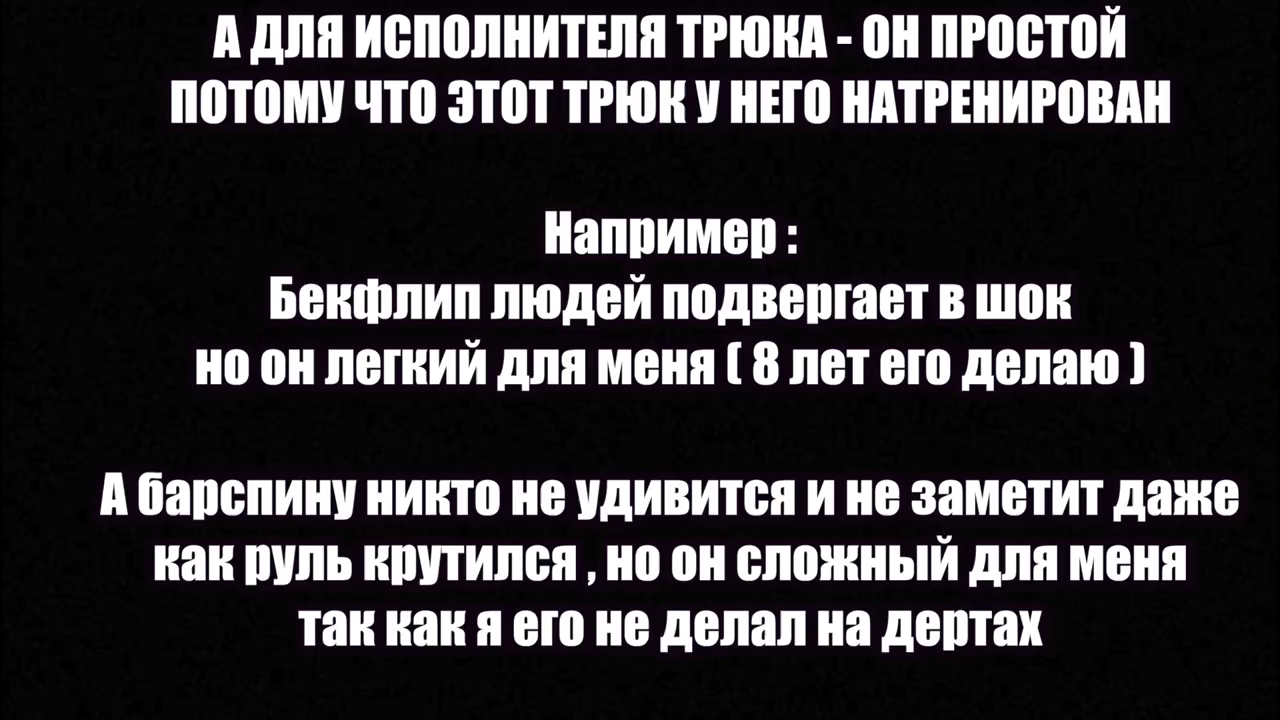 А ДЛЯ ИСПОЛНИТЕЛЯ ТРЮКА - ОН ПРОСТОЙ
ПОТОМУ ЧТО ЭТОТ ТРЮК У НЕГО НАТРЕНИРОВАН
Например :
Бекфлип людей подвергает в шок
но он легкий для меня ( 8 лет его делаю )
А барспину никто не удивится и не заметит даже
как руль крутился , но он сложный для меня
так как я его не делал на дертах